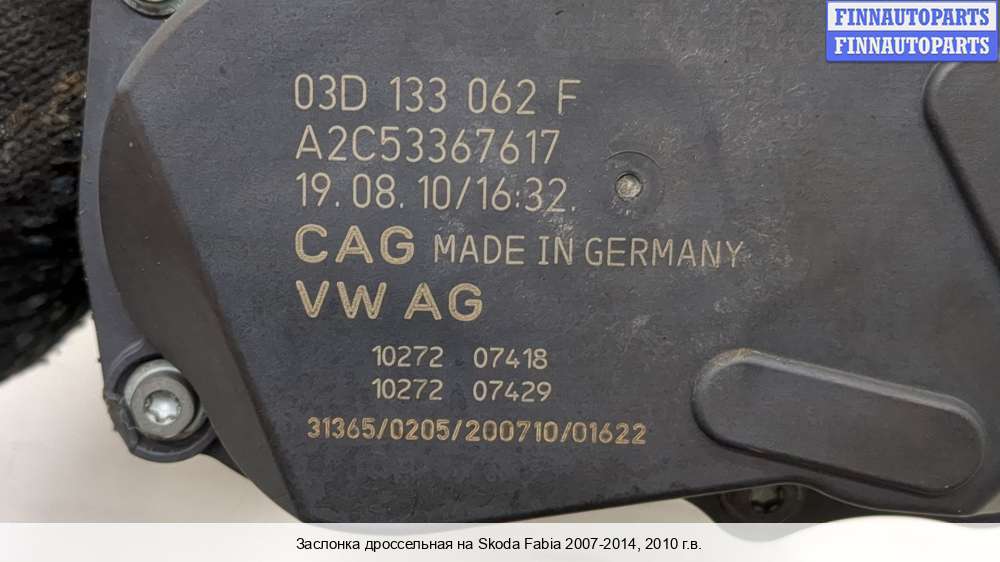 FINNAUTOPARTS
FINNAUTOPARTS
03D 133 062 F
A2C53367617
19.08.10/16:32.
CAG MADE IN GERMANY
VW AG
10272 07418
10272 07429
31365/0205/200710/01622
Заслонка дроссельная на Skoda Fabia 2007-2014, 2010 г.в.